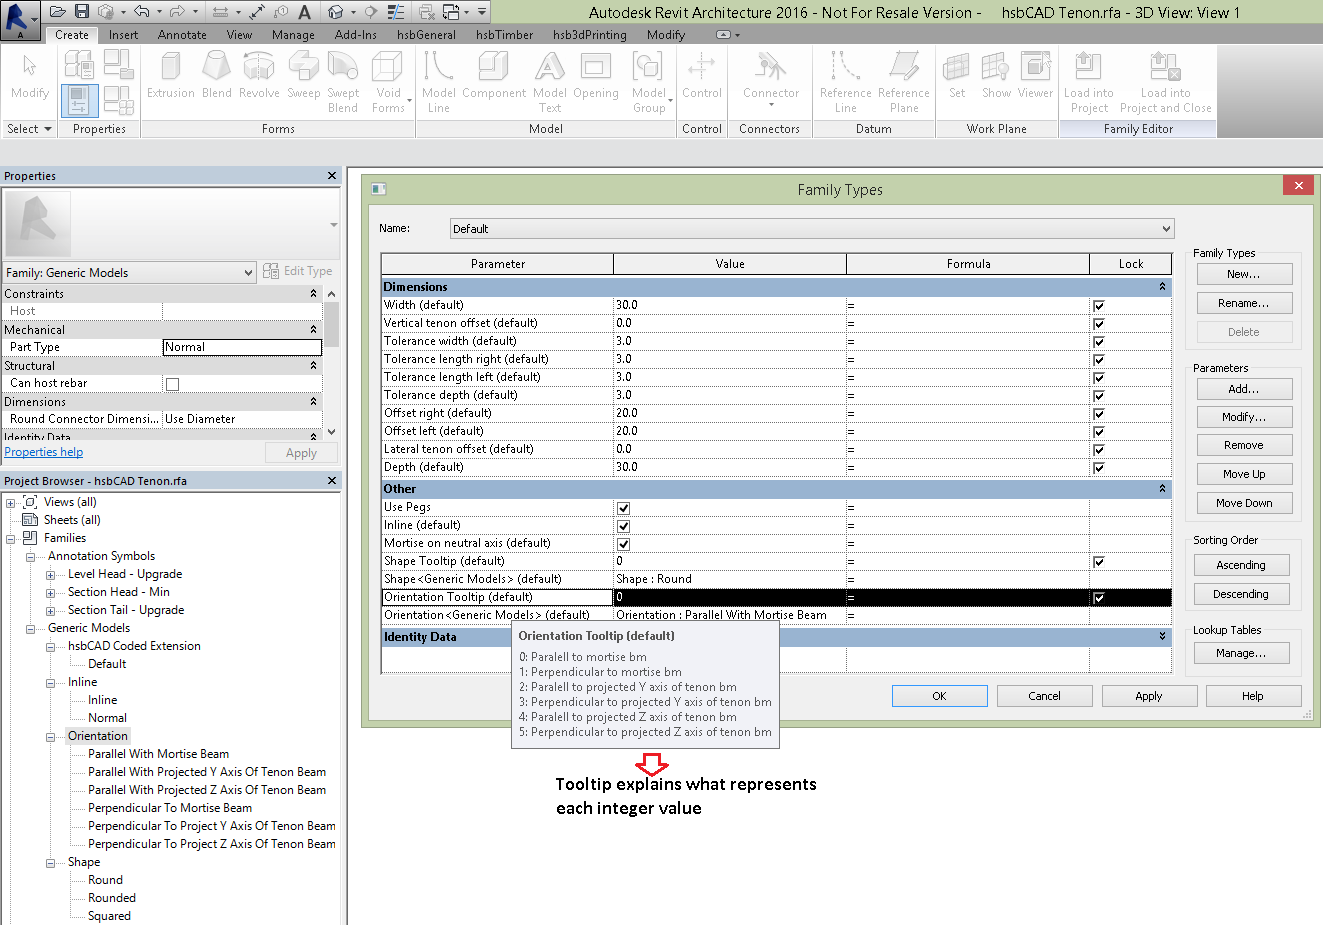 Autodesk Revit Architecture 2016 - Not For Resale Version -    hsbCAD Tenon.rfa - 3D View: View 1
A
Create Insert Annotate View Manage Add-Ins hsbGeneral hsbTimber hsb3dPrinting Modify
Modify Extrusion Blend Revolve Sweep Swept Blend Void Forms Model Line Component Model Text Opening Model Group Control Connector Reference Line Reference Plane Set Show Viewer Load into Project Load into Project and Close
Select Properties Forms Model Control Connectors Datum Work Plane Family Editor
Properties
Family: Generic Models Edit Type
Constraints
Host
Mechanical
Part Type Normal
Structural
Can host rebar
Dimensions
Round Connector Dimensi... Use Diameter
Identity Data
Properties help Apply
Project Browser - hsbCAD Tenon.rfa
Views (all)
Sheets (all)
Families
Annotation Symbols
Level Head - Upgrade
Section Head - Min
Section Tail - Upgrade
Generic Models
hsbCAD Coded Extension
Default
Inline
Inline
Normal
Orientation
Parallel With Mortise Beam
Parallel With Projected Y Axis Of Tenon Beam
Parallel With Projected Z Axis Of Tenon Beam
Perpendicular To Mortise Beam
Perpendicular To Project Y Axis Of Tenon Beam
Perpendicular To Project Z Axis Of Tenon Beam
Shape
Round
Rounded
Squared
Family Types
Name: Default
Parameter Value Formula Lock
Dimensions
Width (default) 30.0 =
Vertical tenon offset (default) 0.0 =
Tolerance width (default) 3.0 =
Tolerance length right (default) 3.0 =
Tolerance length left (default) 3.0 =
Tolerance depth (default) 3.0 =
Offset right (default) 20.0 =
Offset left (default) 20.0 =
Lateral tenon offset (default) 0.0 =
Depth (default) 30.0 =
Other
Use Pegs =
Inline (default) =
Mortise on neutral axis (default) =
Shape Tooltip (default) 0 =
Shape<Generic Models> (default) Shape : Round =
Orientation Tooltip (default) 0 =
Orientation<Generic Models> (default) Orientation : Parallel With Mortise Beam =
Identity Data
Orientation Tooltip (default)
0: Paralell to mortise bm
1: Perpendicular to mortise bm
2: Paralell to projected Y axis of tenon bm
3: Perpendicular to projected Y axis of tenon bm
4: Paralell to projected Z axis of tenon bm
5: Perpendicular to projected Z axis of tenon bm
Family Types
New...
Rename...
Delete
Parameters
Add...
Modify...
Remove
Move Up
Move Down
Sorting Order
Ascending
Descending
Lookup Tables
Manage...
OK Cancel Apply Help
Tooltip explains what represents
each integer value